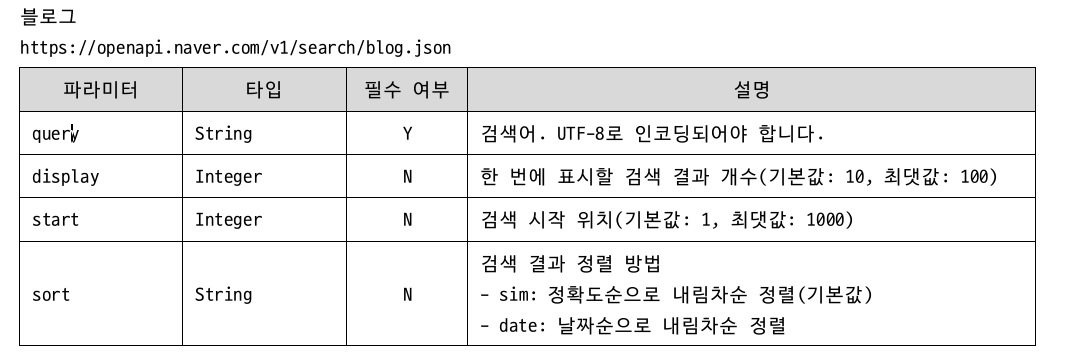 블로그
https://openapi.naver.com/v1/search/blog.json
파라미터 타입 필수 여부 설명
query String Y 검색어. UTF-8로 인코딩되어야 합니다.
display Integer N 한 번에 표시할 검색 결과 개수(기본값: 10, 최댓값: 100)
start Integer N 검색 시작 위치(기본값: 1, 최댓값: 1000)
sort String N 검색 결과 정렬 방법
- sim: 정확도순으로 내림차순 정렬(기본값)
- date: 날짜순으로 내림차순 정렬